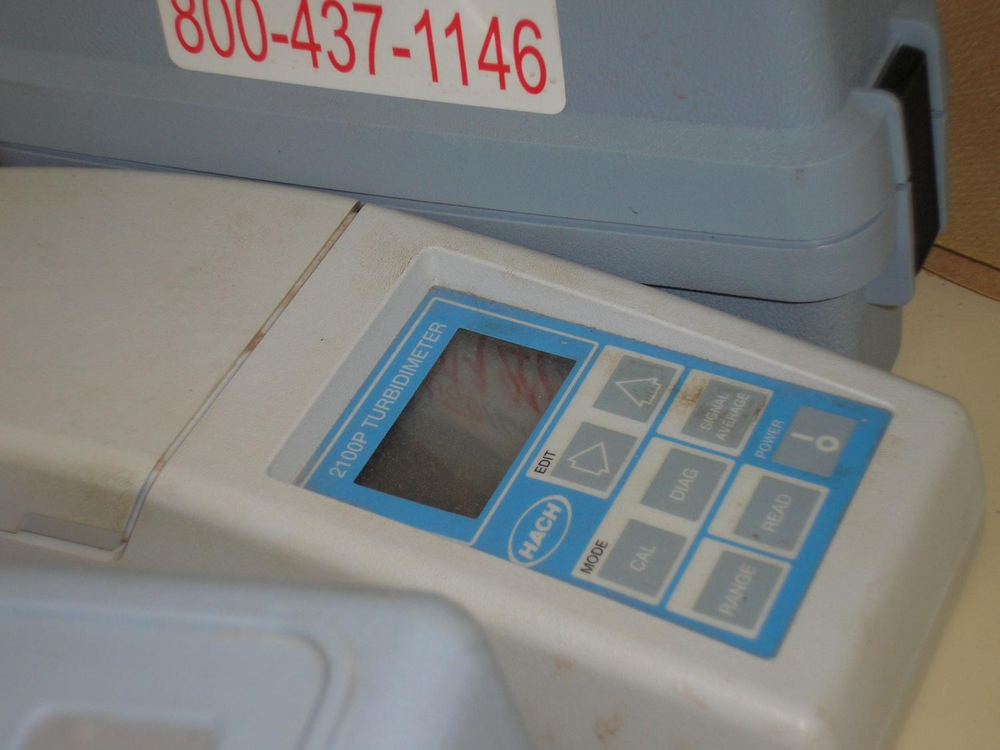 800-437-1146
2100P TURBIDIMETER
EDIT
SIGNAL
AVERAGE
POWER
I O
HACH
MODE
DIAG
READ
CAL
RANGE